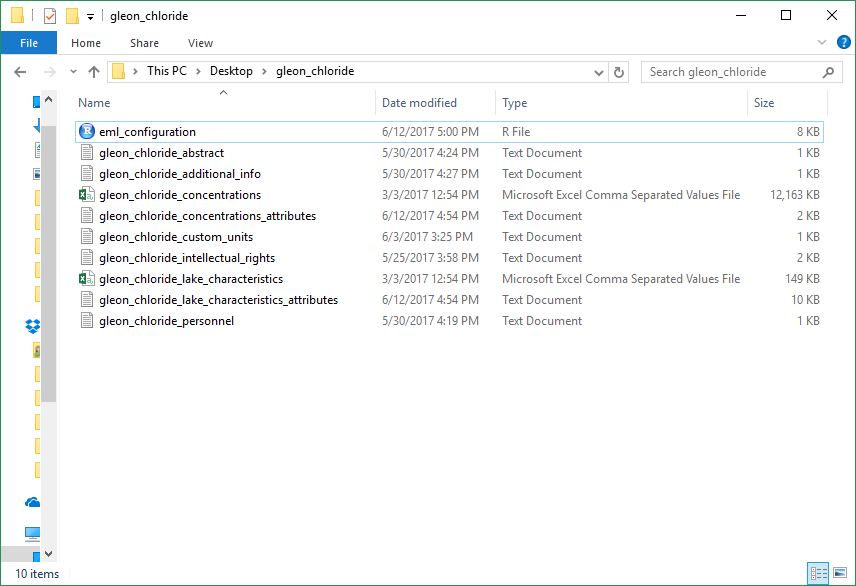 gleon_chloride
File Home Share View
This PC Desktop gleon_chloride Search gleon_chloride
Name Date modified Type Size
eml_configuration 6/12/2017 5:00 PM R File 8 KB
gleon_chloride_abstract 5/30/2017 4:24 PM Text Document 1 KB
gleon_chloride_additional_info 5/30/2017 4:27 PM Text Document 1 KB
gleon_chloride_concentrations 3/3/2017 12:54 PM Microsoft Excel Comma Separated Values File 12,163 KB
gleon_chloride_concentrations_attributes 6/12/2017 4:54 PM Text Document 2 KB
gleon_chloride_custom_units 6/3/2017 3:25 PM Text Document 1 KB
gleon_chloride_intellectual_rights 5/25/2017 3:58 PM Text Document 2 KB
gleon_chloride_lake_characteristics 3/3/2017 12:54 PM Microsoft Excel Comma Separated Values File 149 KB
gleon_chloride_lake_characteristics_attributes 6/12/2017 4:54 PM Text Document 10 KB
gleon_chloride_personnel 5/30/2017 4:19 PM Text Document 1 KB
10 items